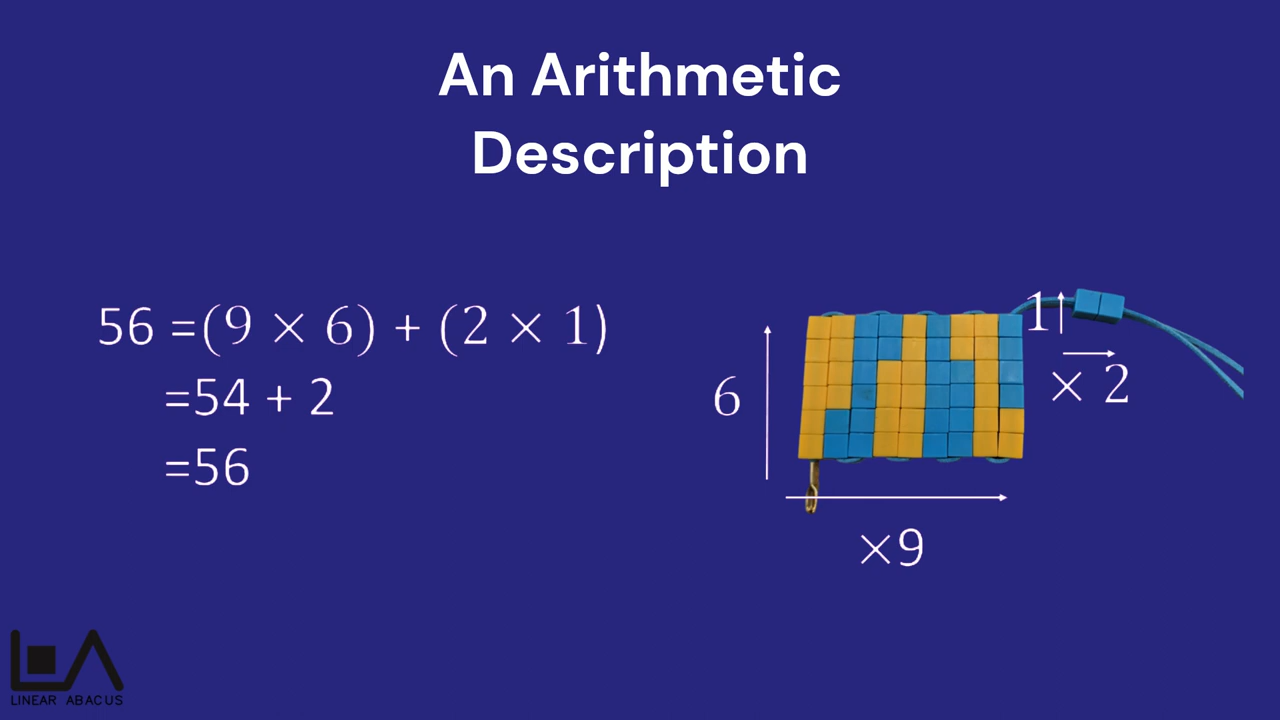 An Arithmetic
Description
56 =(9 × 6) + (2 × 1)
=54 + 2
=56
1
× 2
6
×9
LINEAR ABACUS